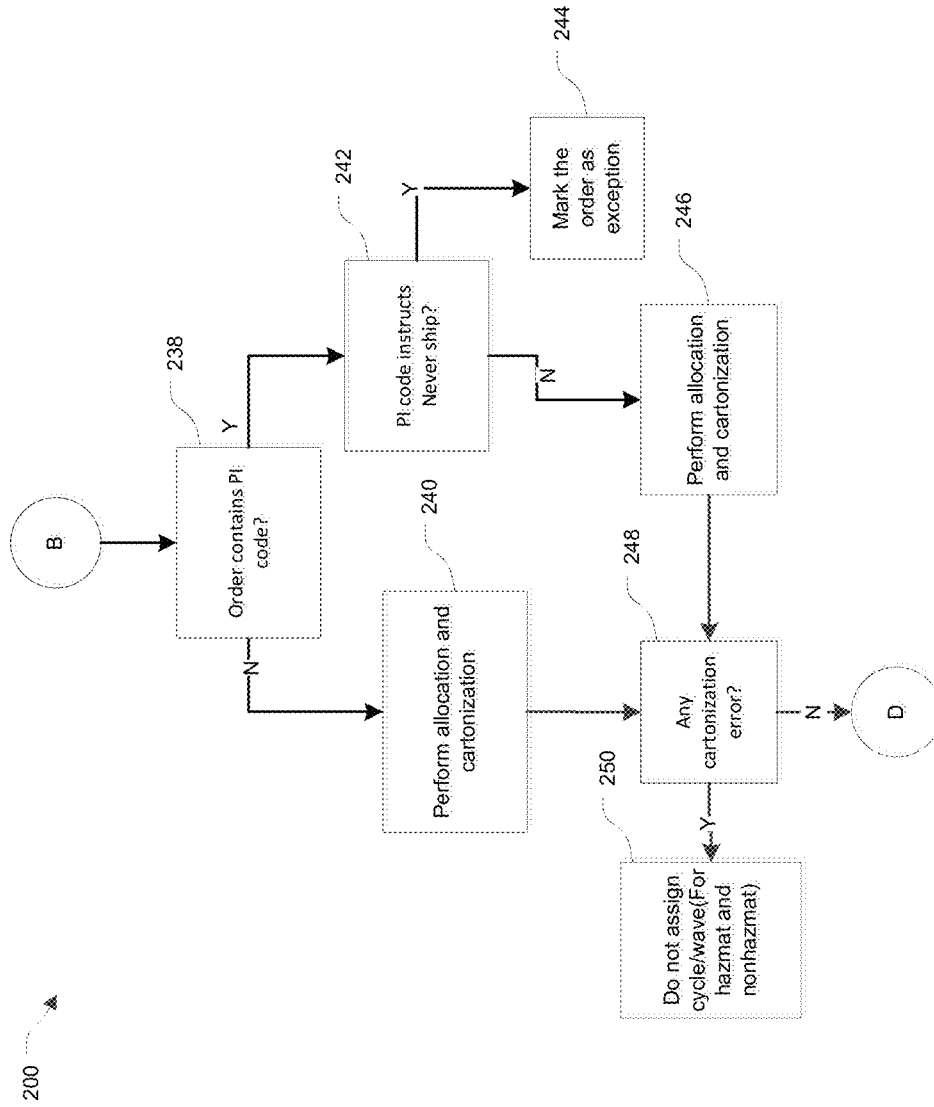 200
B
238
Order contains PI
code?
Y
N
242
PI code instructs
Never ship?
Y
244
Mark the
order as
exception
N
240
Perform allocation and
cartonization
246
Perform allocation
and cartonization
248
Any
cartonization
error?
Y
N
250
Do not assign
cycle/wave(For
hazmat and
nonhazmat)
D